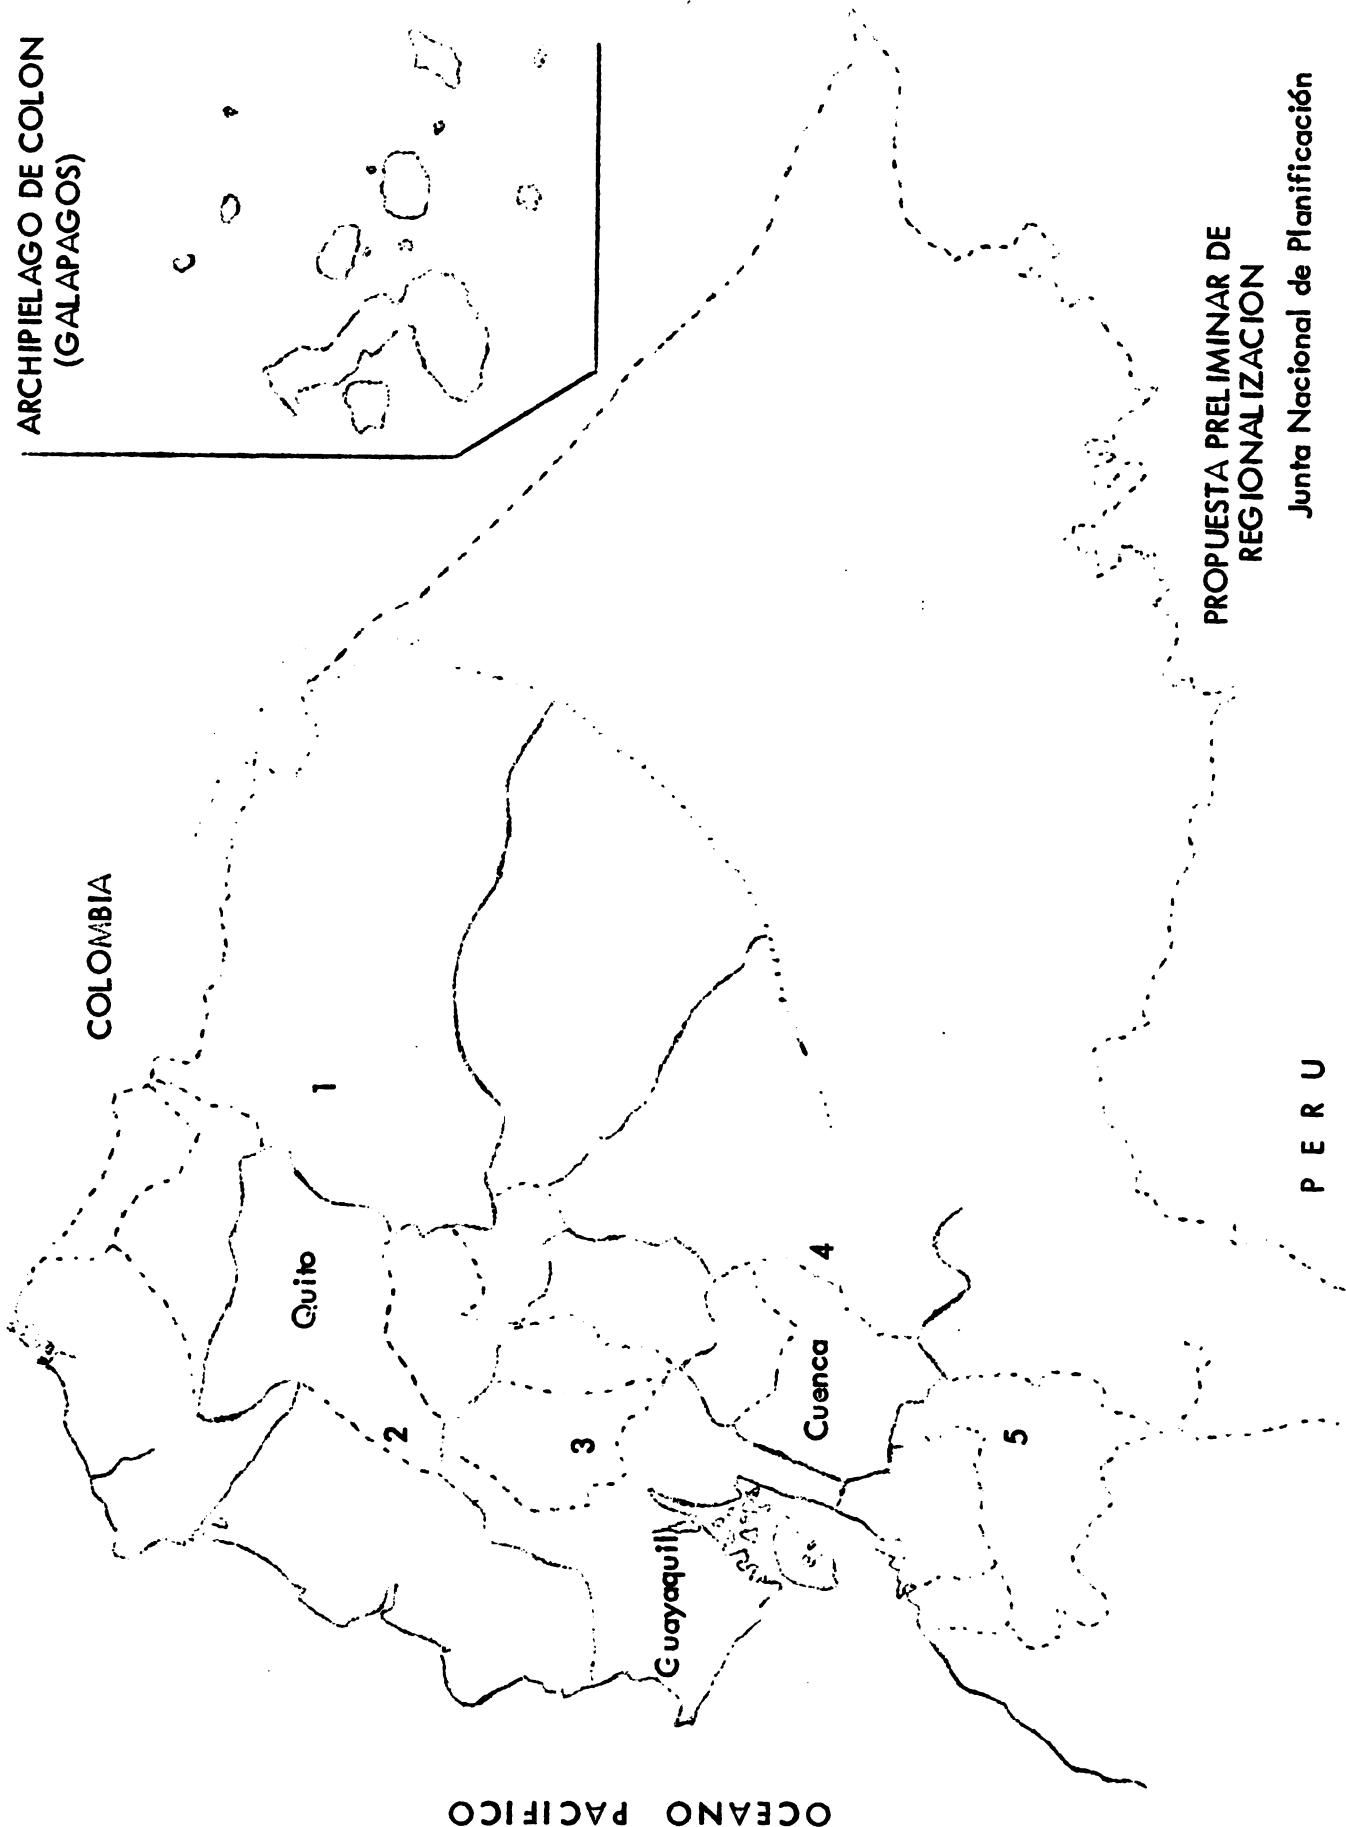 ARCHIPIELAGO DE COLON
(GALAPAGOS)
COLOMBIA
1
Quito
2
3
Guayaquil
4
Cuenca
5
OCEANO PACIFICO
PERU
PROPUESTA PRELIMINAR DE
REGIONALIZACION
Junta Nacional de Planificación